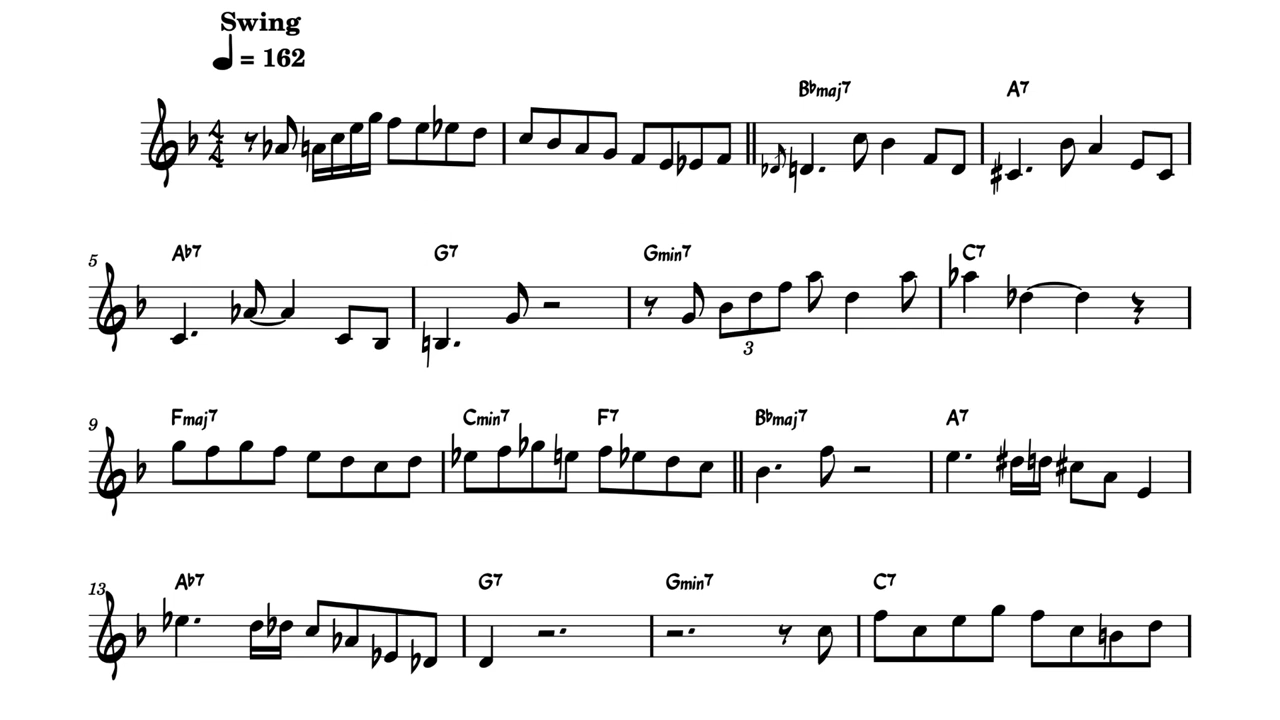 Swing
♩ = 162
B♭maj7 A7
5 A♭7 G7 Gmin7 C7
3
9 Fmaj7 Cmin7 F7 B♭maj7 A7
13 A♭7 G7 Gmin7 C7